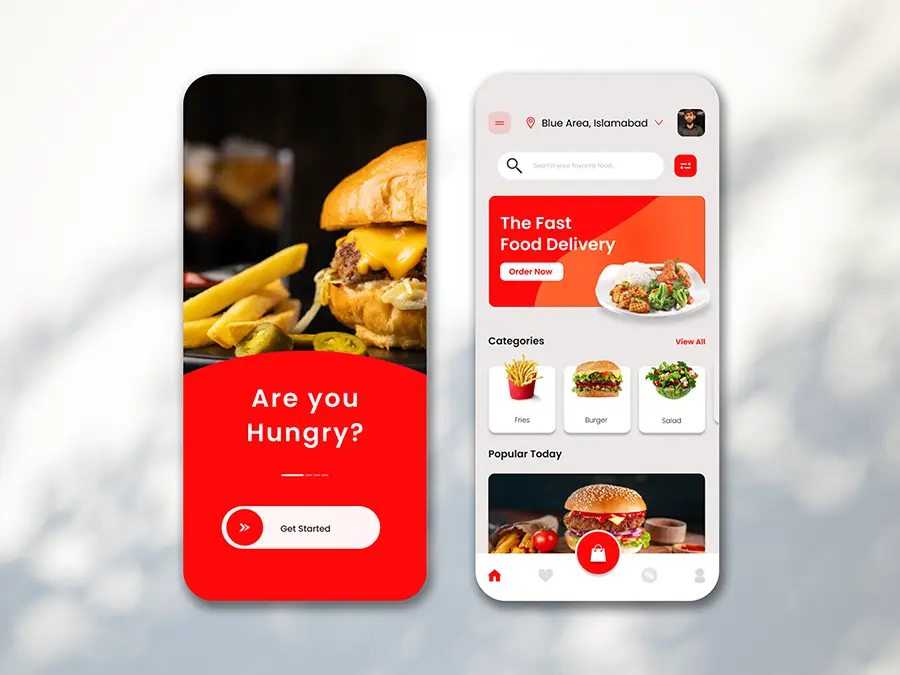 Are you
Hungry?
Get Started
Blue Area, Islamabad
Search your favorite food...
The Fast
Food Delivery
Order Now
Categories
View All
Fries
Burger
Salad
Popular Today
%